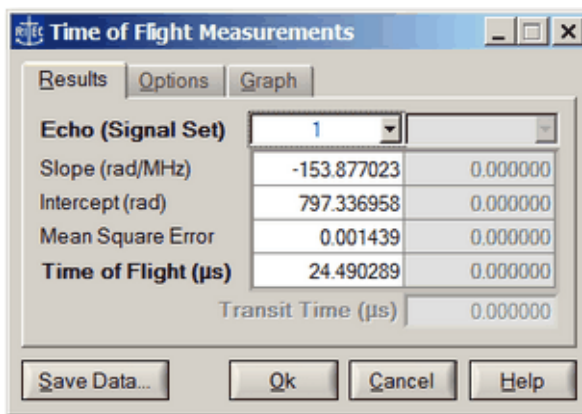 RITEC Time of Flight Measurements
Results Options Graph
Echo (Signal Set) 1
Slope (rad/MHz) -153.877023 0.000000
Intercept (rad) 797.336958 0.000000
Mean Square Error 0.001439 0.000000
Time of Flight (µs) 24.490289 0.000000
Transit Time (µs) 0.000000
Save Data... Ok Cancel Help